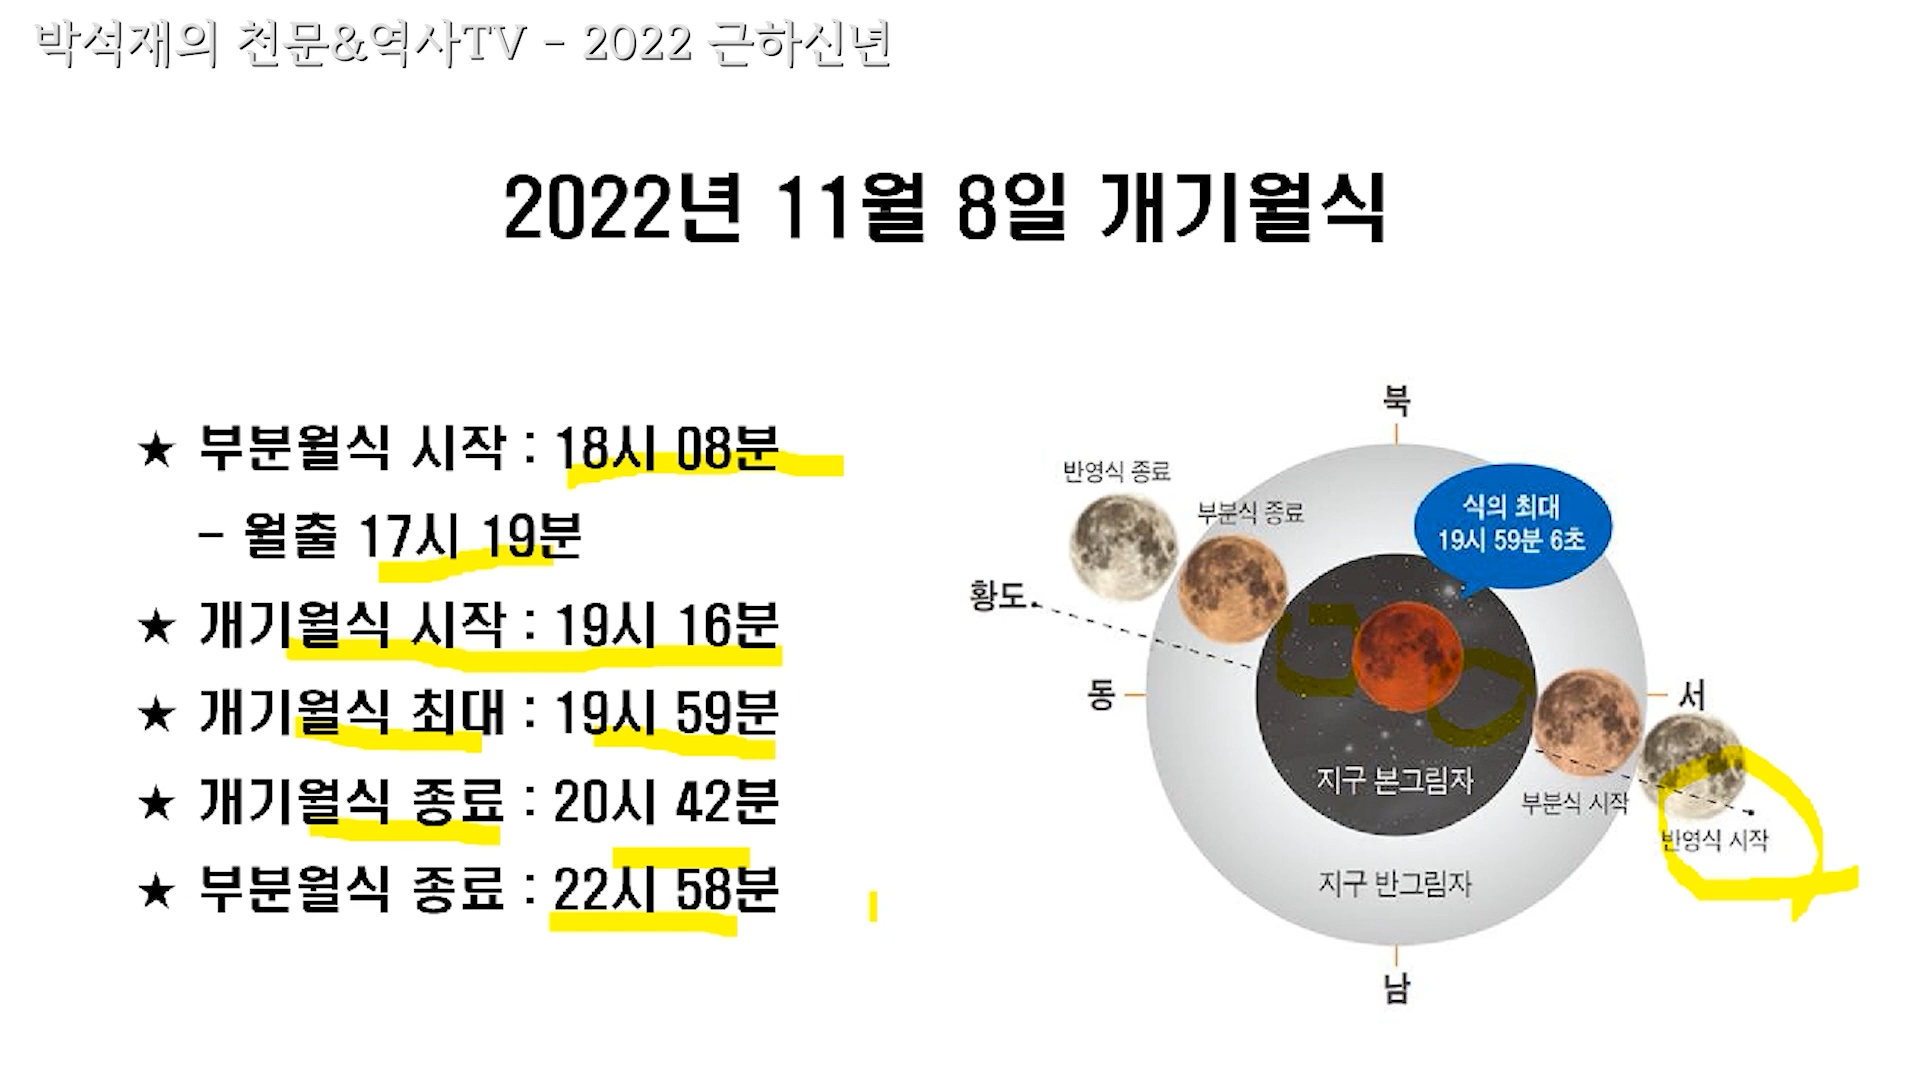 박석재의 천문&역사TV - 2022 근하신년
2022년 11월 8일 개기월식
★ 부분월식 시작 : 18시 08분
- 월출 17시 19분
★ 개기월식 시작 : 19시 16분
★ 개기월식 최대 : 19시 59분
★ 개기월식 종료 : 20시 42분
★ 부분월식 종료 : 22시 58분
북
반영식 종료
부분식 종료
식의 최대
19시 59분 6초
황도
동
서
지구 본그림자
부분식 시작
반영식 시작
지구 반그림자
남